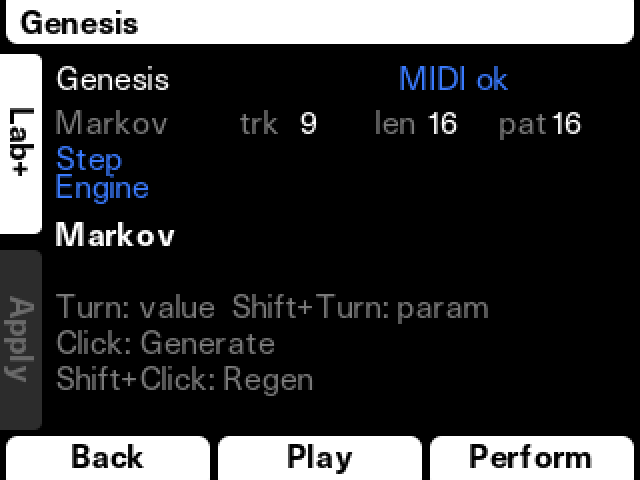 Genesis
Lab+
Genesis MIDI ok
Markov trk 9 len 16 pat 16
Step
Engine
Markov
Apply
Turn: value Shift+Turn: param
Click: Generate
Shift+Click: Regen
Back Play Perform